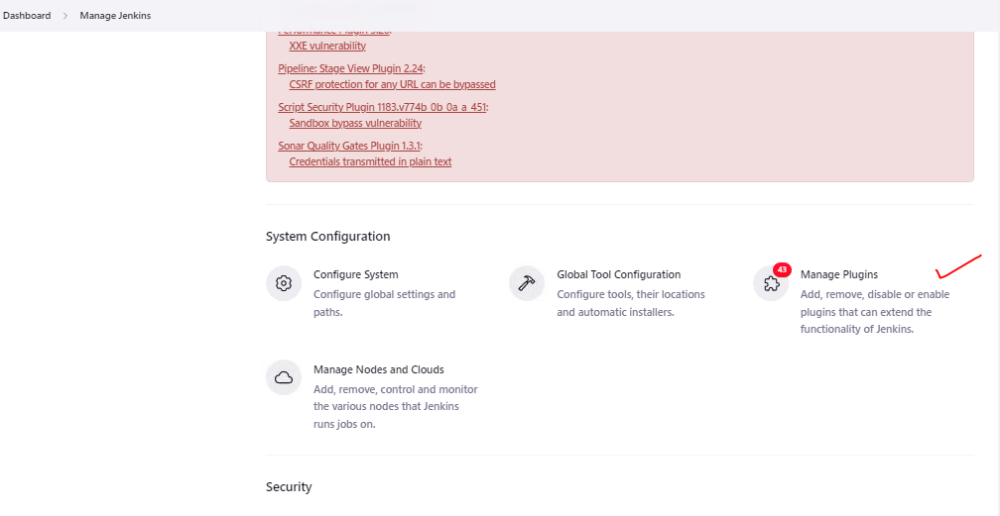 Dashboard > Manage Jenkins
Performance Plugin 3.20:
XXE vulnerability
Pipeline: Stage View Plugin 2.24:
CSRF protection for any URL can be bypassed
Script Security Plugin 1183.v774b_0b_0a_a_451:
Sandbox bypass vulnerability
Sonar Quality Gates Plugin 1.3.1:
Credentials transmitted in plain text
System Configuration
Configure System
Configure global settings and
paths.
Global Tool Configuration
Configure tools, their locations
and automatic installers.
43
Manage Plugins
Add, remove, disable or enable
plugins that can extend the
functionality of Jenkins.
Manage Nodes and Clouds
Add, remove, control and monitor
the various nodes that Jenkins
runs jobs on.
Security